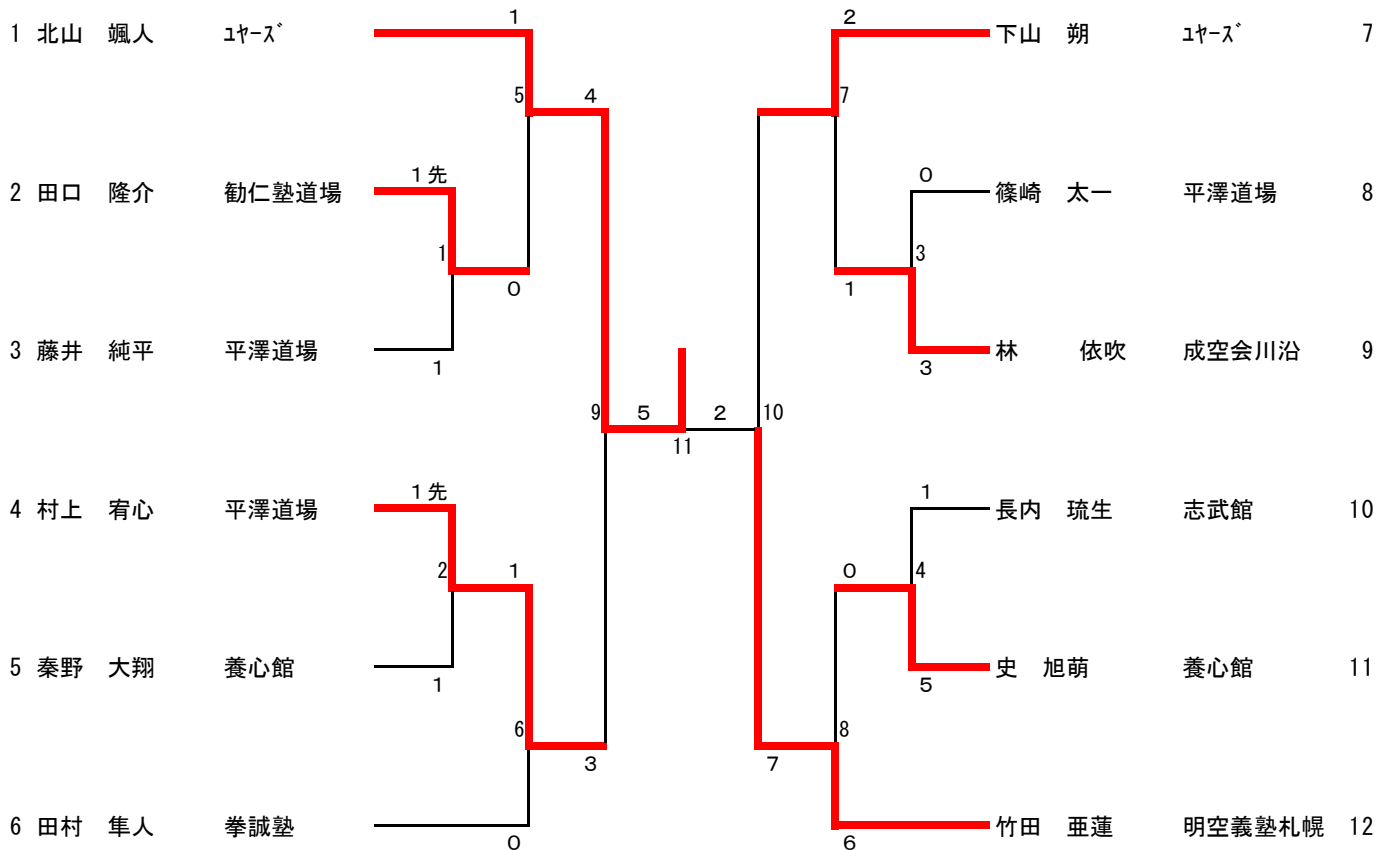 1 2
1 北山 颯人 ﾕﾔｰｽﾞ 下山 朔 ﾕﾔｰｽﾞ 7
5 4 7
1先 0
2 田口 隆介 勧仁塾道場 篠崎 太一 平澤道場 8
1 3
0 1
3 藤井 純平 平澤道場 林 依吹 成空会川沿 9
1 3
9 5 2 10
11
1先 1
4 村上 宥心 平澤道場 長内 琉生 志武館 10
2 1 0 4
5 秦野 大翔 養心館 史 旭萌 養心館 11
1 5
6 8
3 7
6 田村 隼人 拳誠塾 竹田 亜蓮 明空義塾札幌 12
0 6